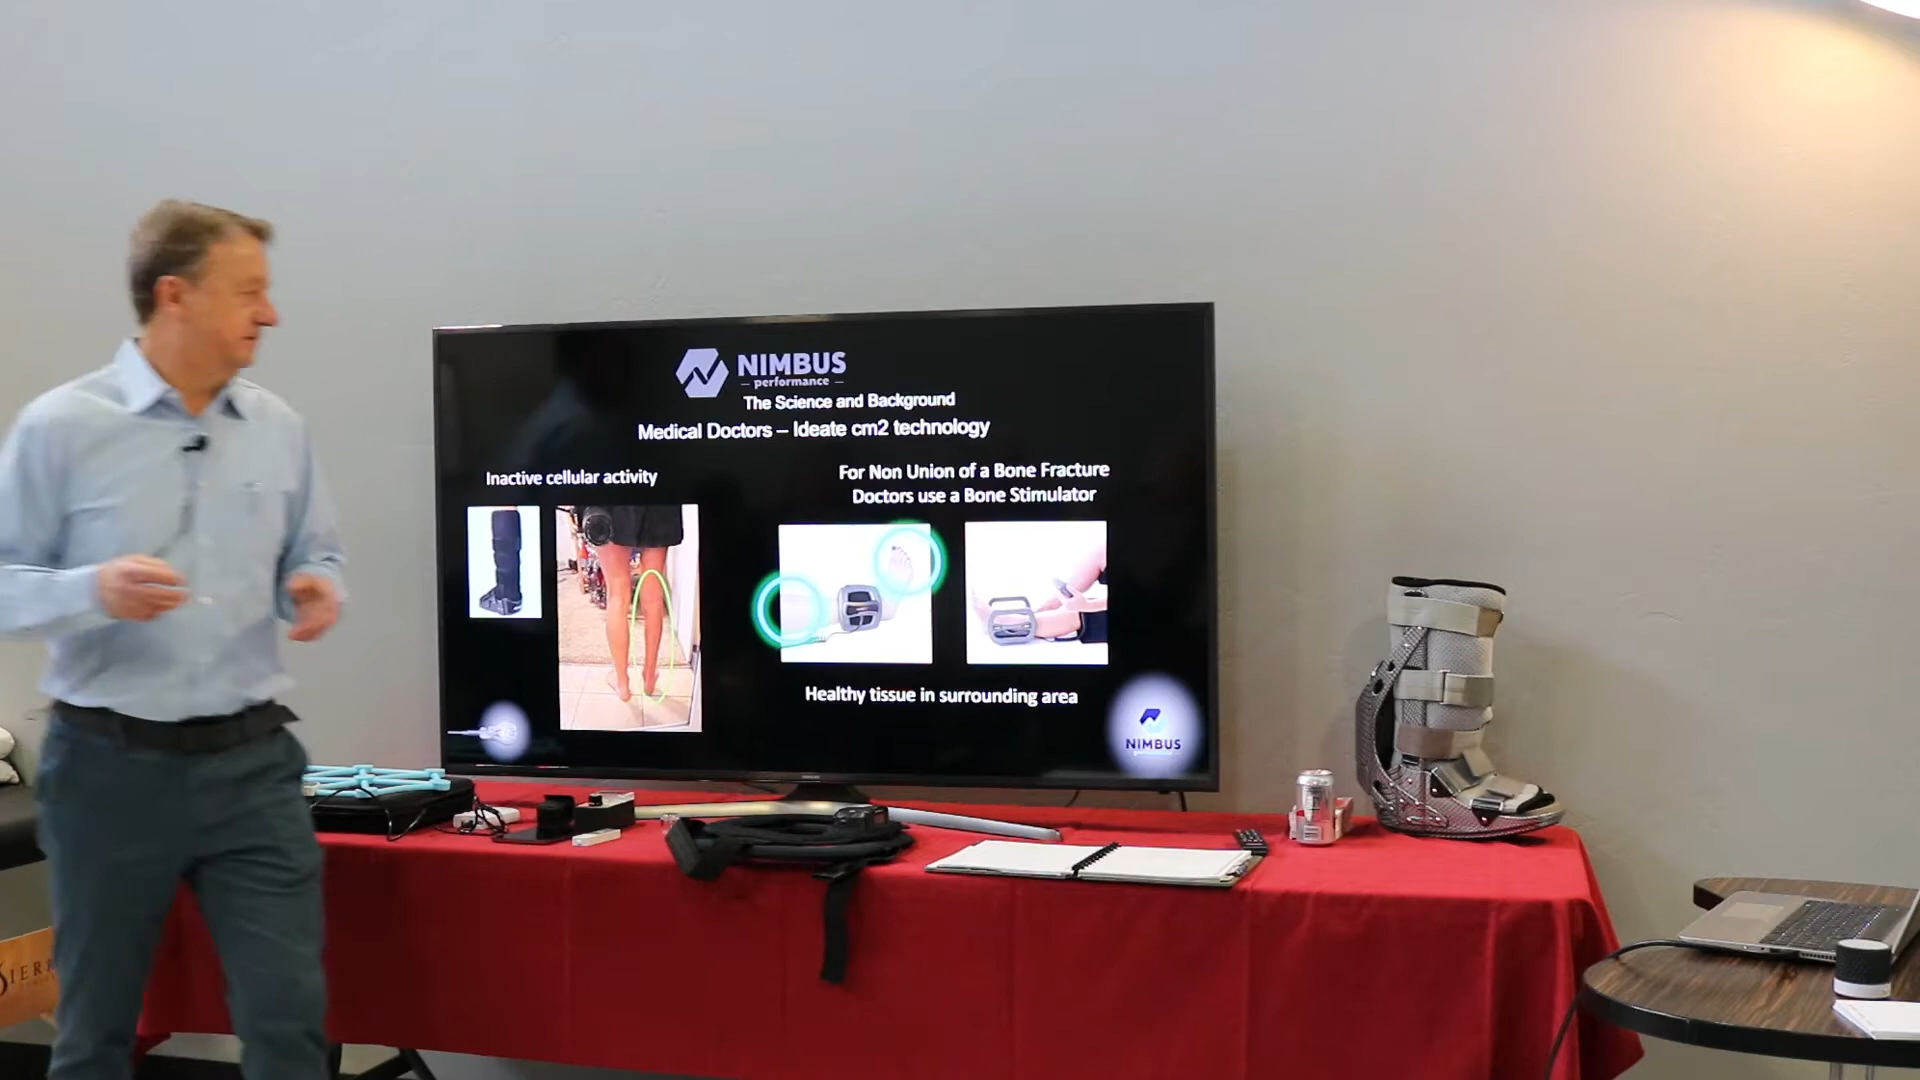 NIMBUS
performance
The Science and Background
Medical Doctors – Ideate cm2 technology
Inactive cellular activity
For Non Union of a Bone Fracture
Doctors use a Bone Stimulator
Healthy tissue in surrounding area
NIMBUS
SIERR